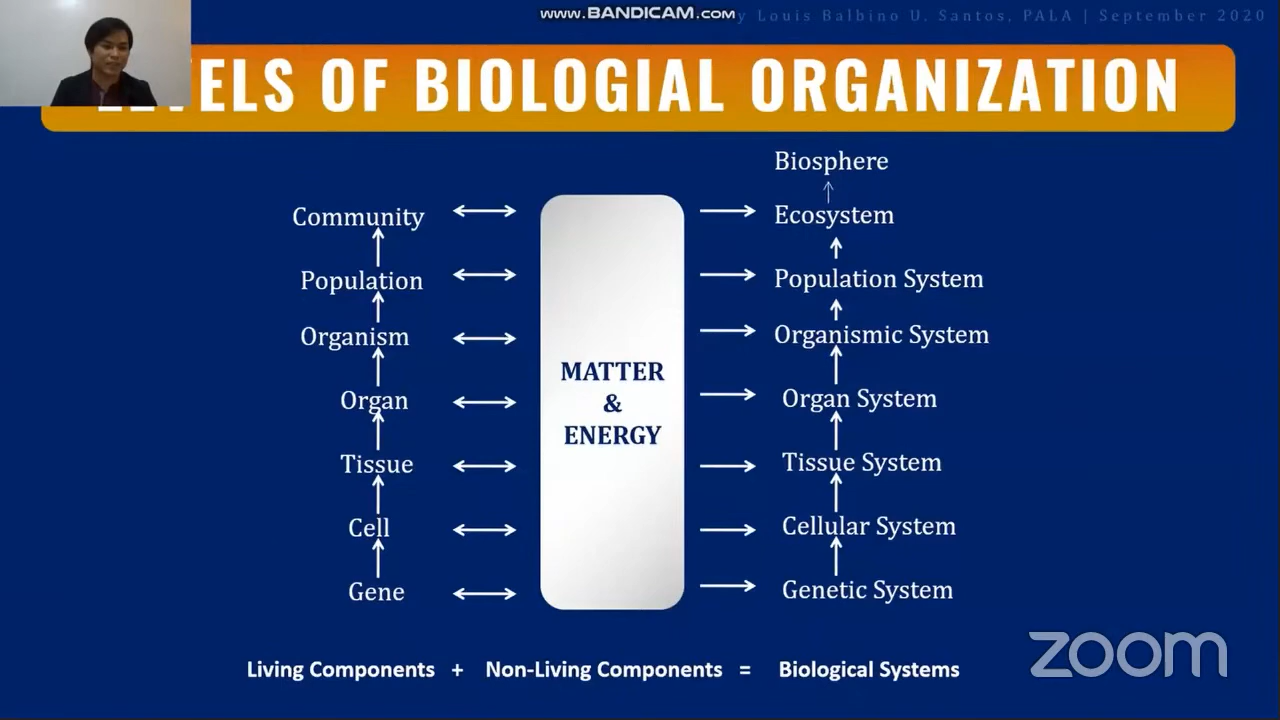 www.BANDICAM.com
y Louis Balbino U. Santos, PALA | September 2020
LEVELS OF BIOLOGIAL ORGANIZATION
Biosphere
Community
Ecosystem
Population
Population System
Organism
Organismic System
MATTER
&
ENERGY
Organ
Organ System
Tissue
Tissue System
Cell
Cellular System
Gene
Genetic System
zoom
Living Components + Non-Living Components = Biological Systems